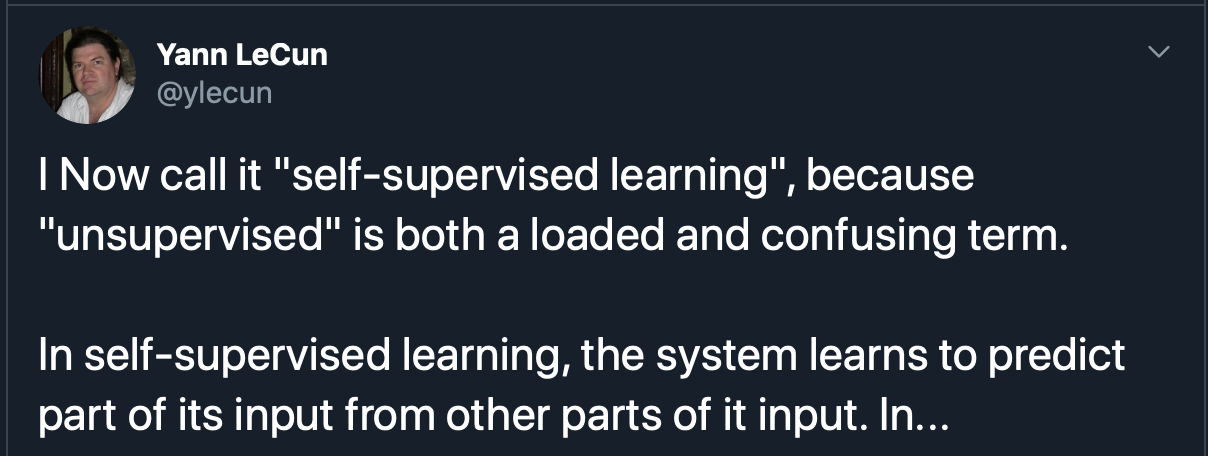 Yann LeCun
@ylecun
I Now call it "self-supervised learning", because
"unsupervised" is both a loaded and confusing term.
In self-supervised learning, the system learns to predict
part of its input from other parts of it input. In...